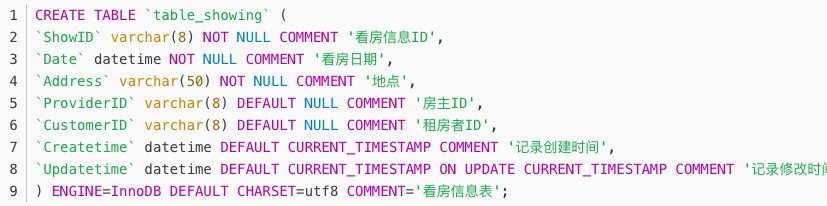 1 CREATE TABLE `table_showing` (
2 `ShowID` varchar(8) NOT NULL COMMENT '看房信息ID',
3 `Date` datetime NOT NULL COMMENT '看房日期',
4 `Address` varchar(50) NOT NULL COMMENT '地点',
5 `ProviderID` varchar(8) DEFAULT NULL COMMENT '房主ID',
6 `CustomerID` varchar(8) DEFAULT NULL COMMENT '租房者ID',
7 `Createtime` datetime DEFAULT CURRENT_TIMESTAMP COMMENT '记录创建时间',
8 `Updatetime` datetime DEFAULT CURRENT_TIMESTAMP ON UPDATE CURRENT_TIMESTAMP COMMENT '记录修改时间
9 ) ENGINE=InnoDB DEFAULT CHARSET=utf8 COMMENT='看房信息表';